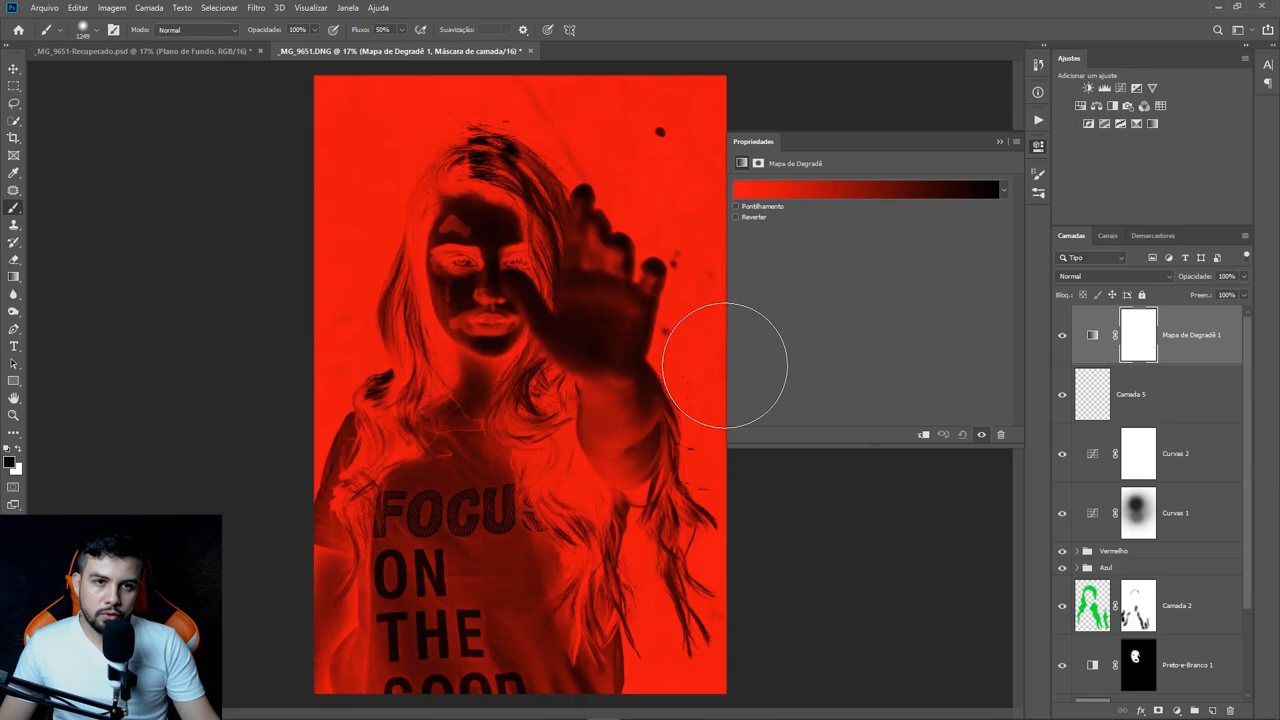 Ps Arquivo Editar Imagem Camada Texto Selecionar Filtro 3D Visualizar Janela Ajuda
1249 Modo: Normal Opacidade: 100% Fluxo: 50% Suavização:
_MG_9651-Recuperado.psd @ 17% (Plano de Fundo, RGB/16) * × _MG_9651.DNG @ 17% (Mapa de Degradê 1, Máscara de camada/16) * ×
Ajustes
Adicionar um ajuste
Propriedades
Mapa de Degradê
Pontilhamento
Reverter
Camadas Canais Demarcadores
Tipo
Normal Opacidade: 100%
Bloq.: Preen.: 100%
Mapa de Degradê 1
Camada 5
Curvas 2
Curvas 1
Vermelho
Azul
Camada 2
Preto-e-Branco 1
FOCUS
ON
THE
GOOD